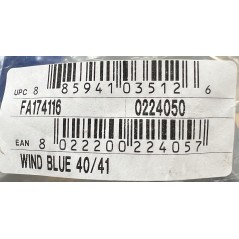 UPC 8 85941 03512 6
FA174116 0224050
EAN 8 022200 224057
WIND BLUE 40/41